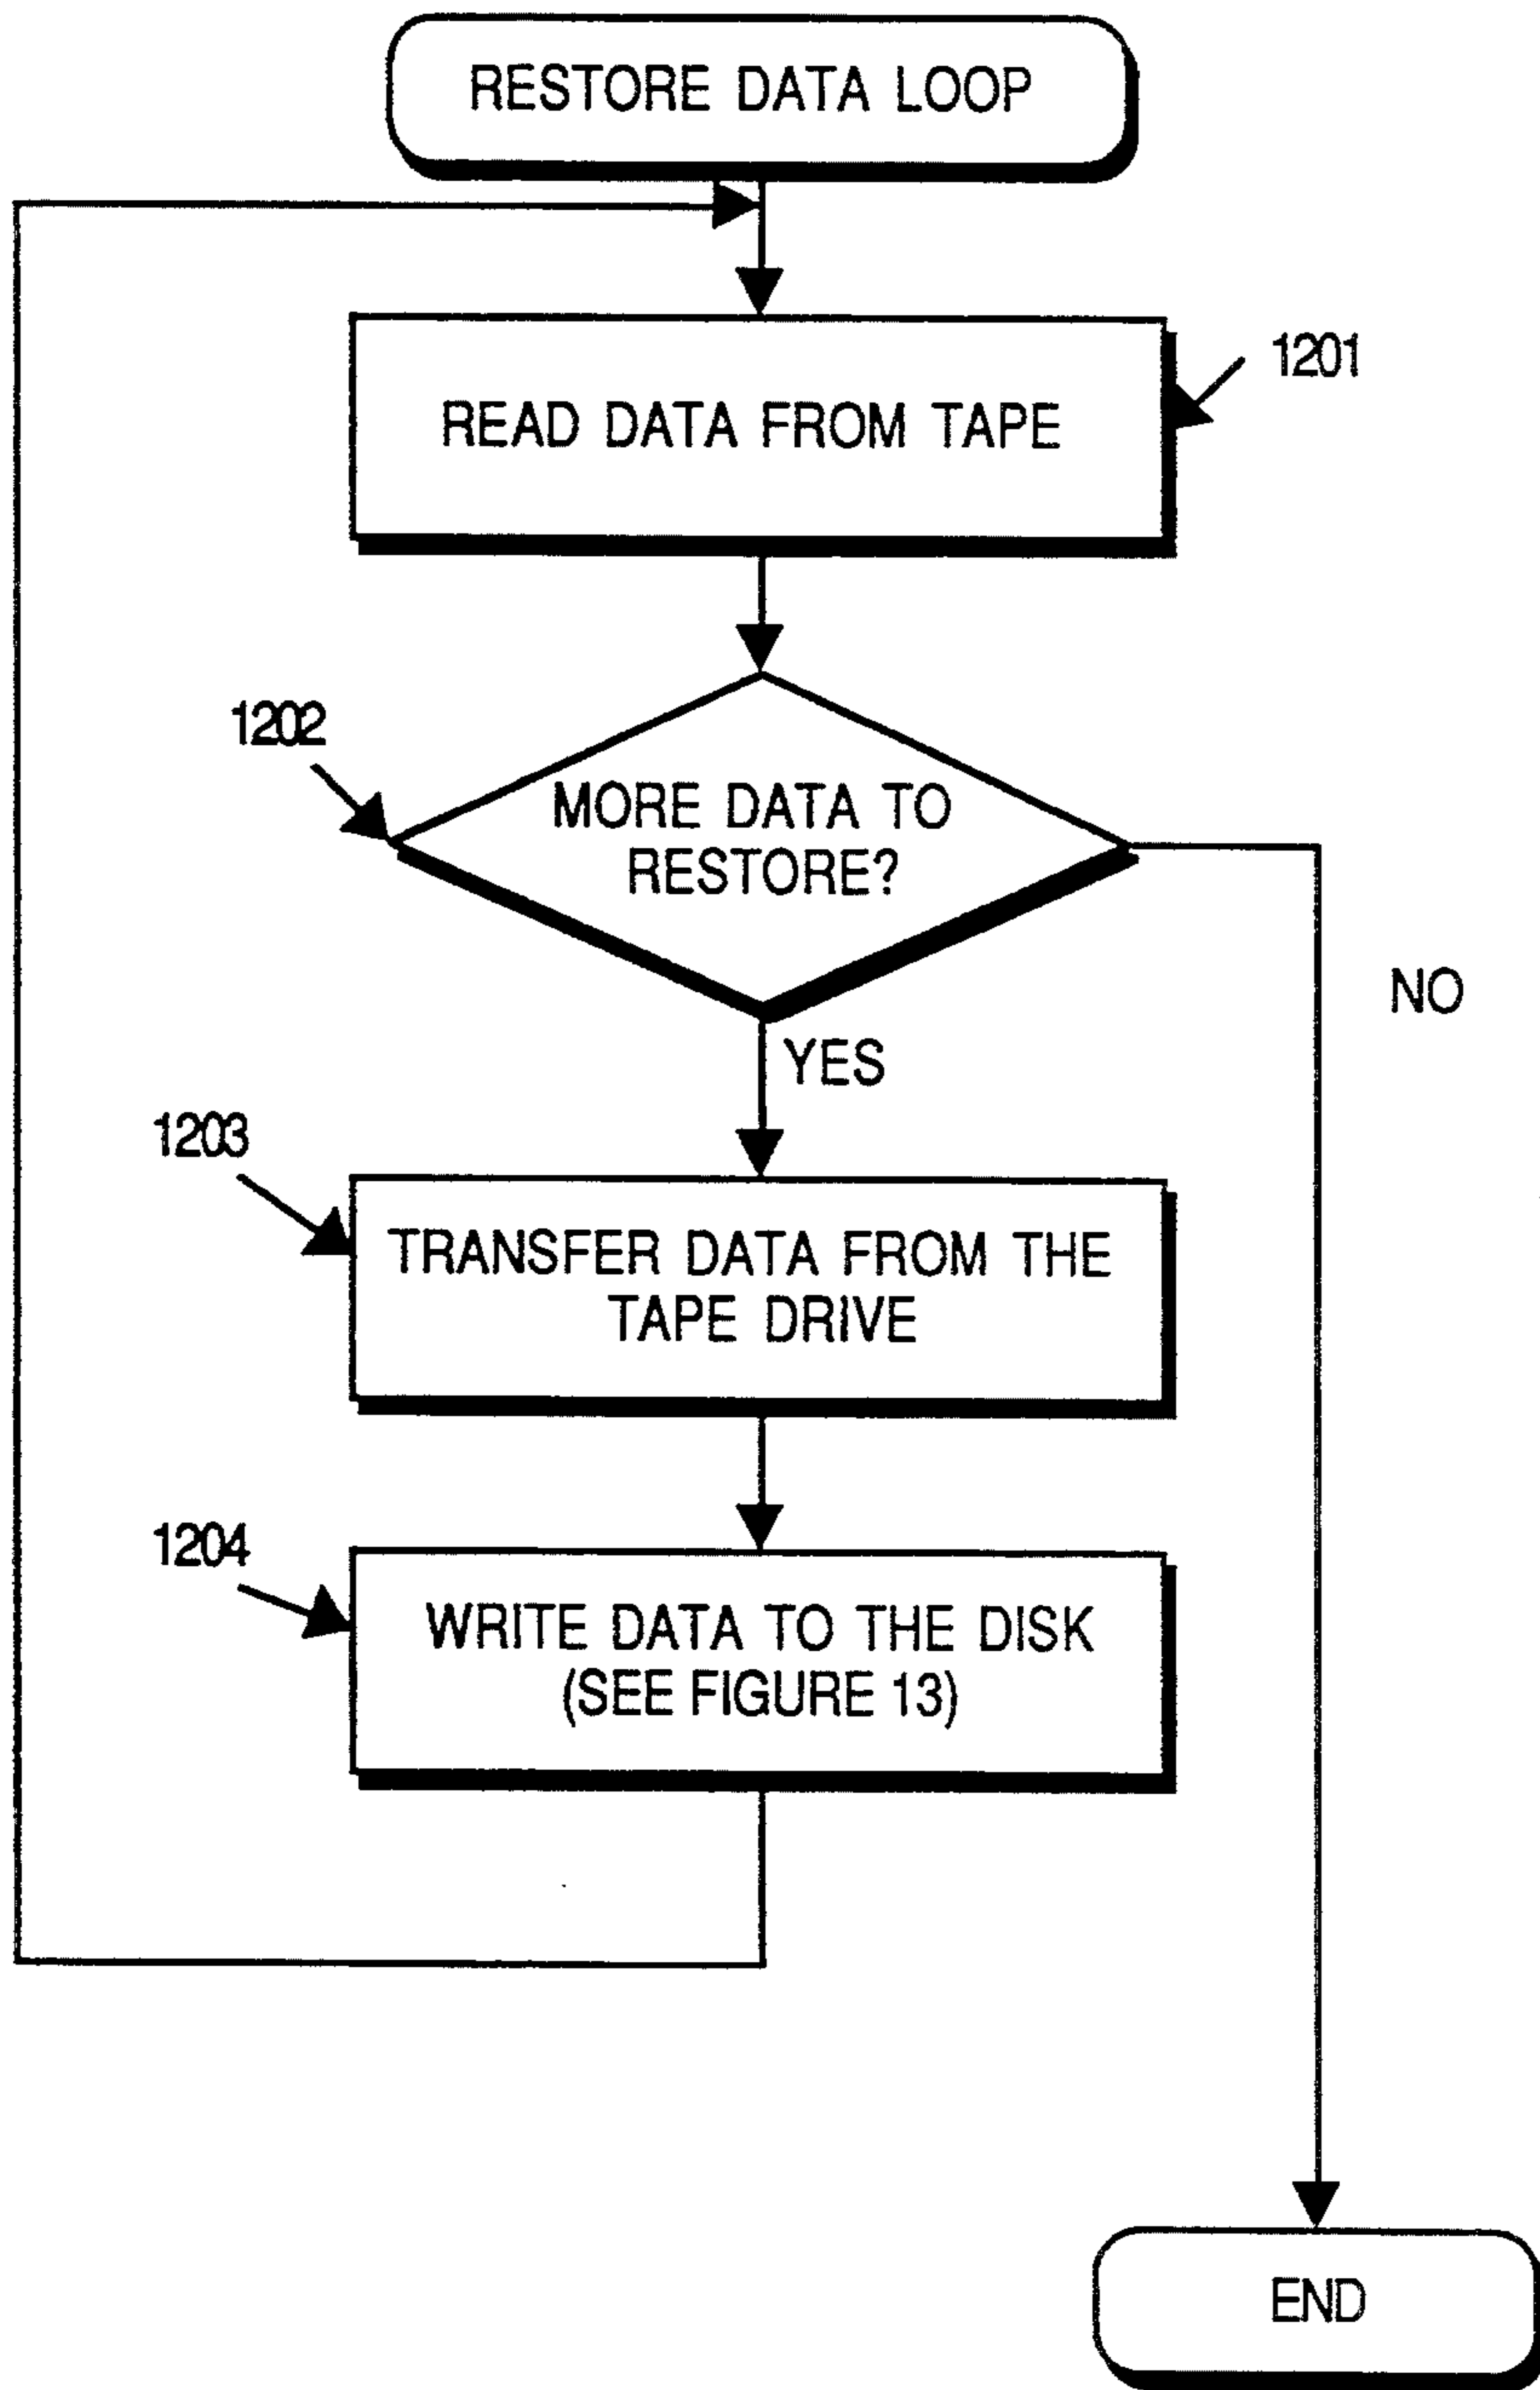 RESTORE DATA LOOP
1201
READ DATA FROM TAPE
1202
MORE DATA TO
RESTORE?
NO
YES
1203
TRANSFER DATA FROM THE
TAPE DRIVE
1204
WRITE DATA TO THE DISK
(SEE FIGURE 13)
END